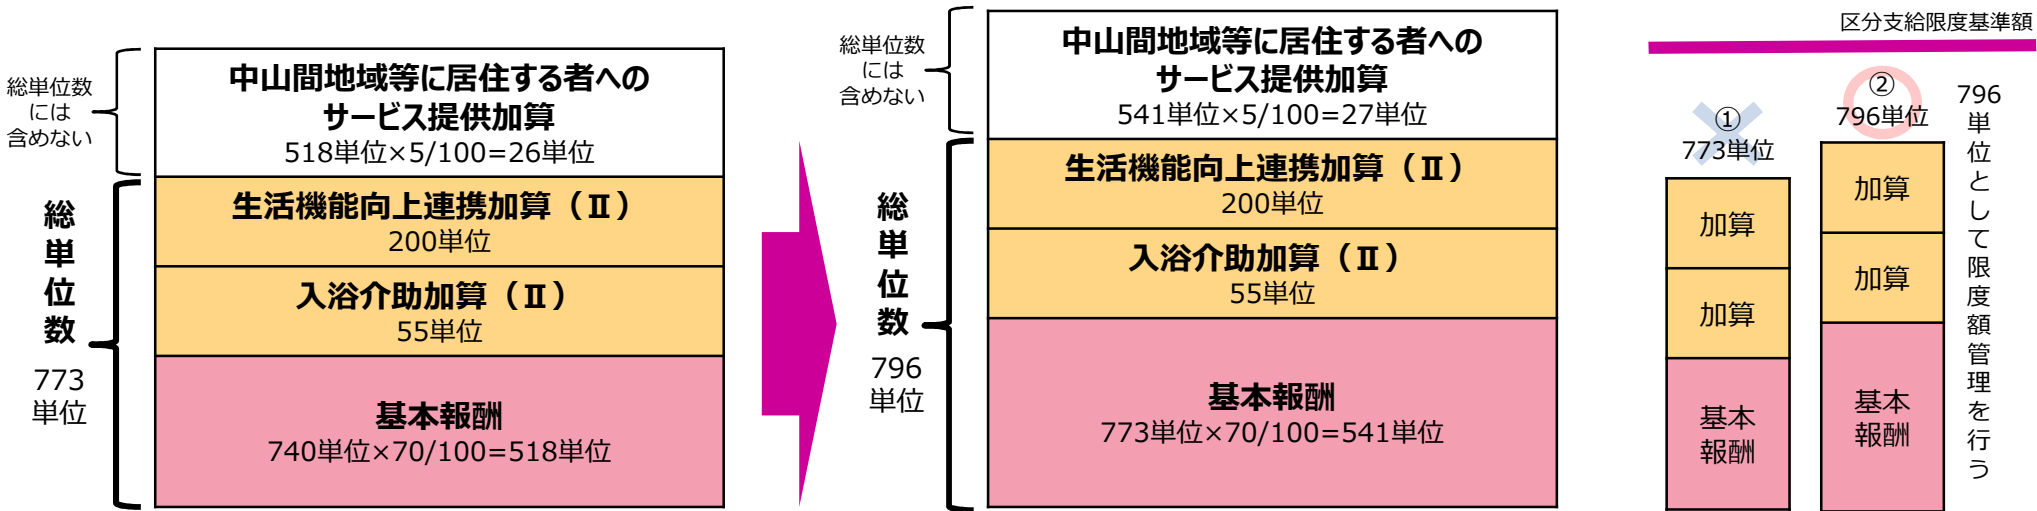 総単位数
には
含めない
中山間地域等に居住する者への
サービス提供加算
518単位×5/100=26単位
生活機能向上連携加算（Ⅱ）
200単位
入浴介助加算（Ⅱ）
55単位
基本報酬
740単位×70/100=518単位
総単位数
773
単位
総単位数
には
含めない
中山間地域等に居住する者への
サービス提供加算
541単位×5/100=27単位
生活機能向上連携加算（Ⅱ）
200単位
入浴介助加算（Ⅱ）
55単位
基本報酬
773単位×70/100=541単位
総単位数
796
単位
区分支給限度基準額
①
773単位
加算
加算
基本
報酬
②
796単位
加算
加算
基本
報酬
796単位として限度額管理を行う